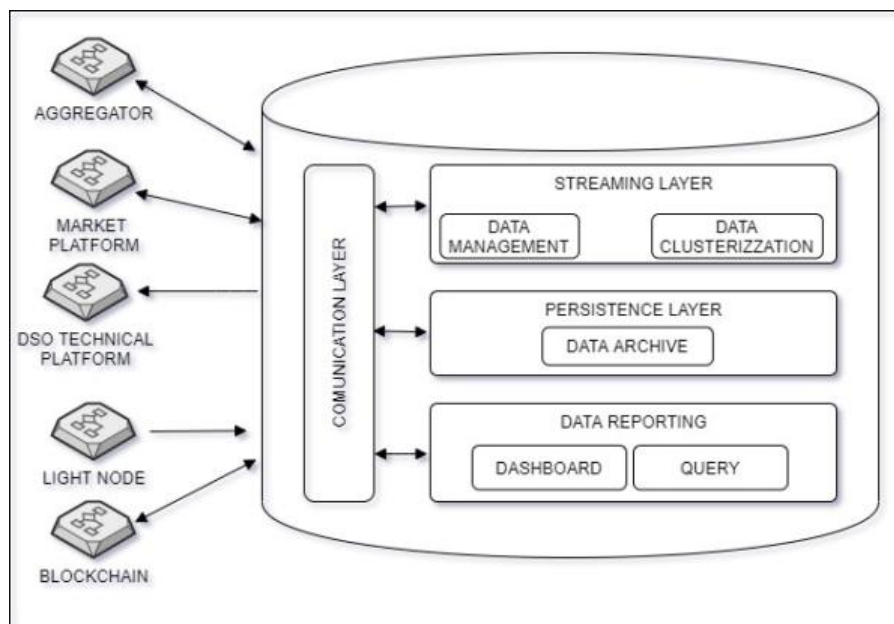 AGGREGATOR
MARKET
PLATFORM
DSO TECHNICAL
PLATFORM
LIGHT NODE
BLOCKCHAIN
COMUNICATION LAYER
STREAMING LAYER
DATA
MANAGEMENT
DATA
CLUSTERIZZATION
PERSISTENCE LAYER
DATA ARCHIVE
DATA REPORTING
DASHBOARD
QUERY